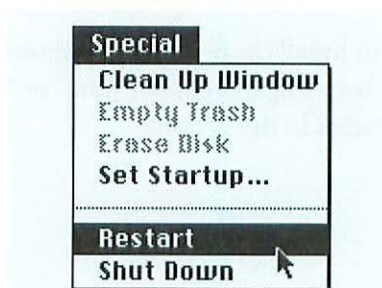 Special
Clean Up Window
Empty Trash
Erase Disk
Set Startup...
Restart
Shut Down